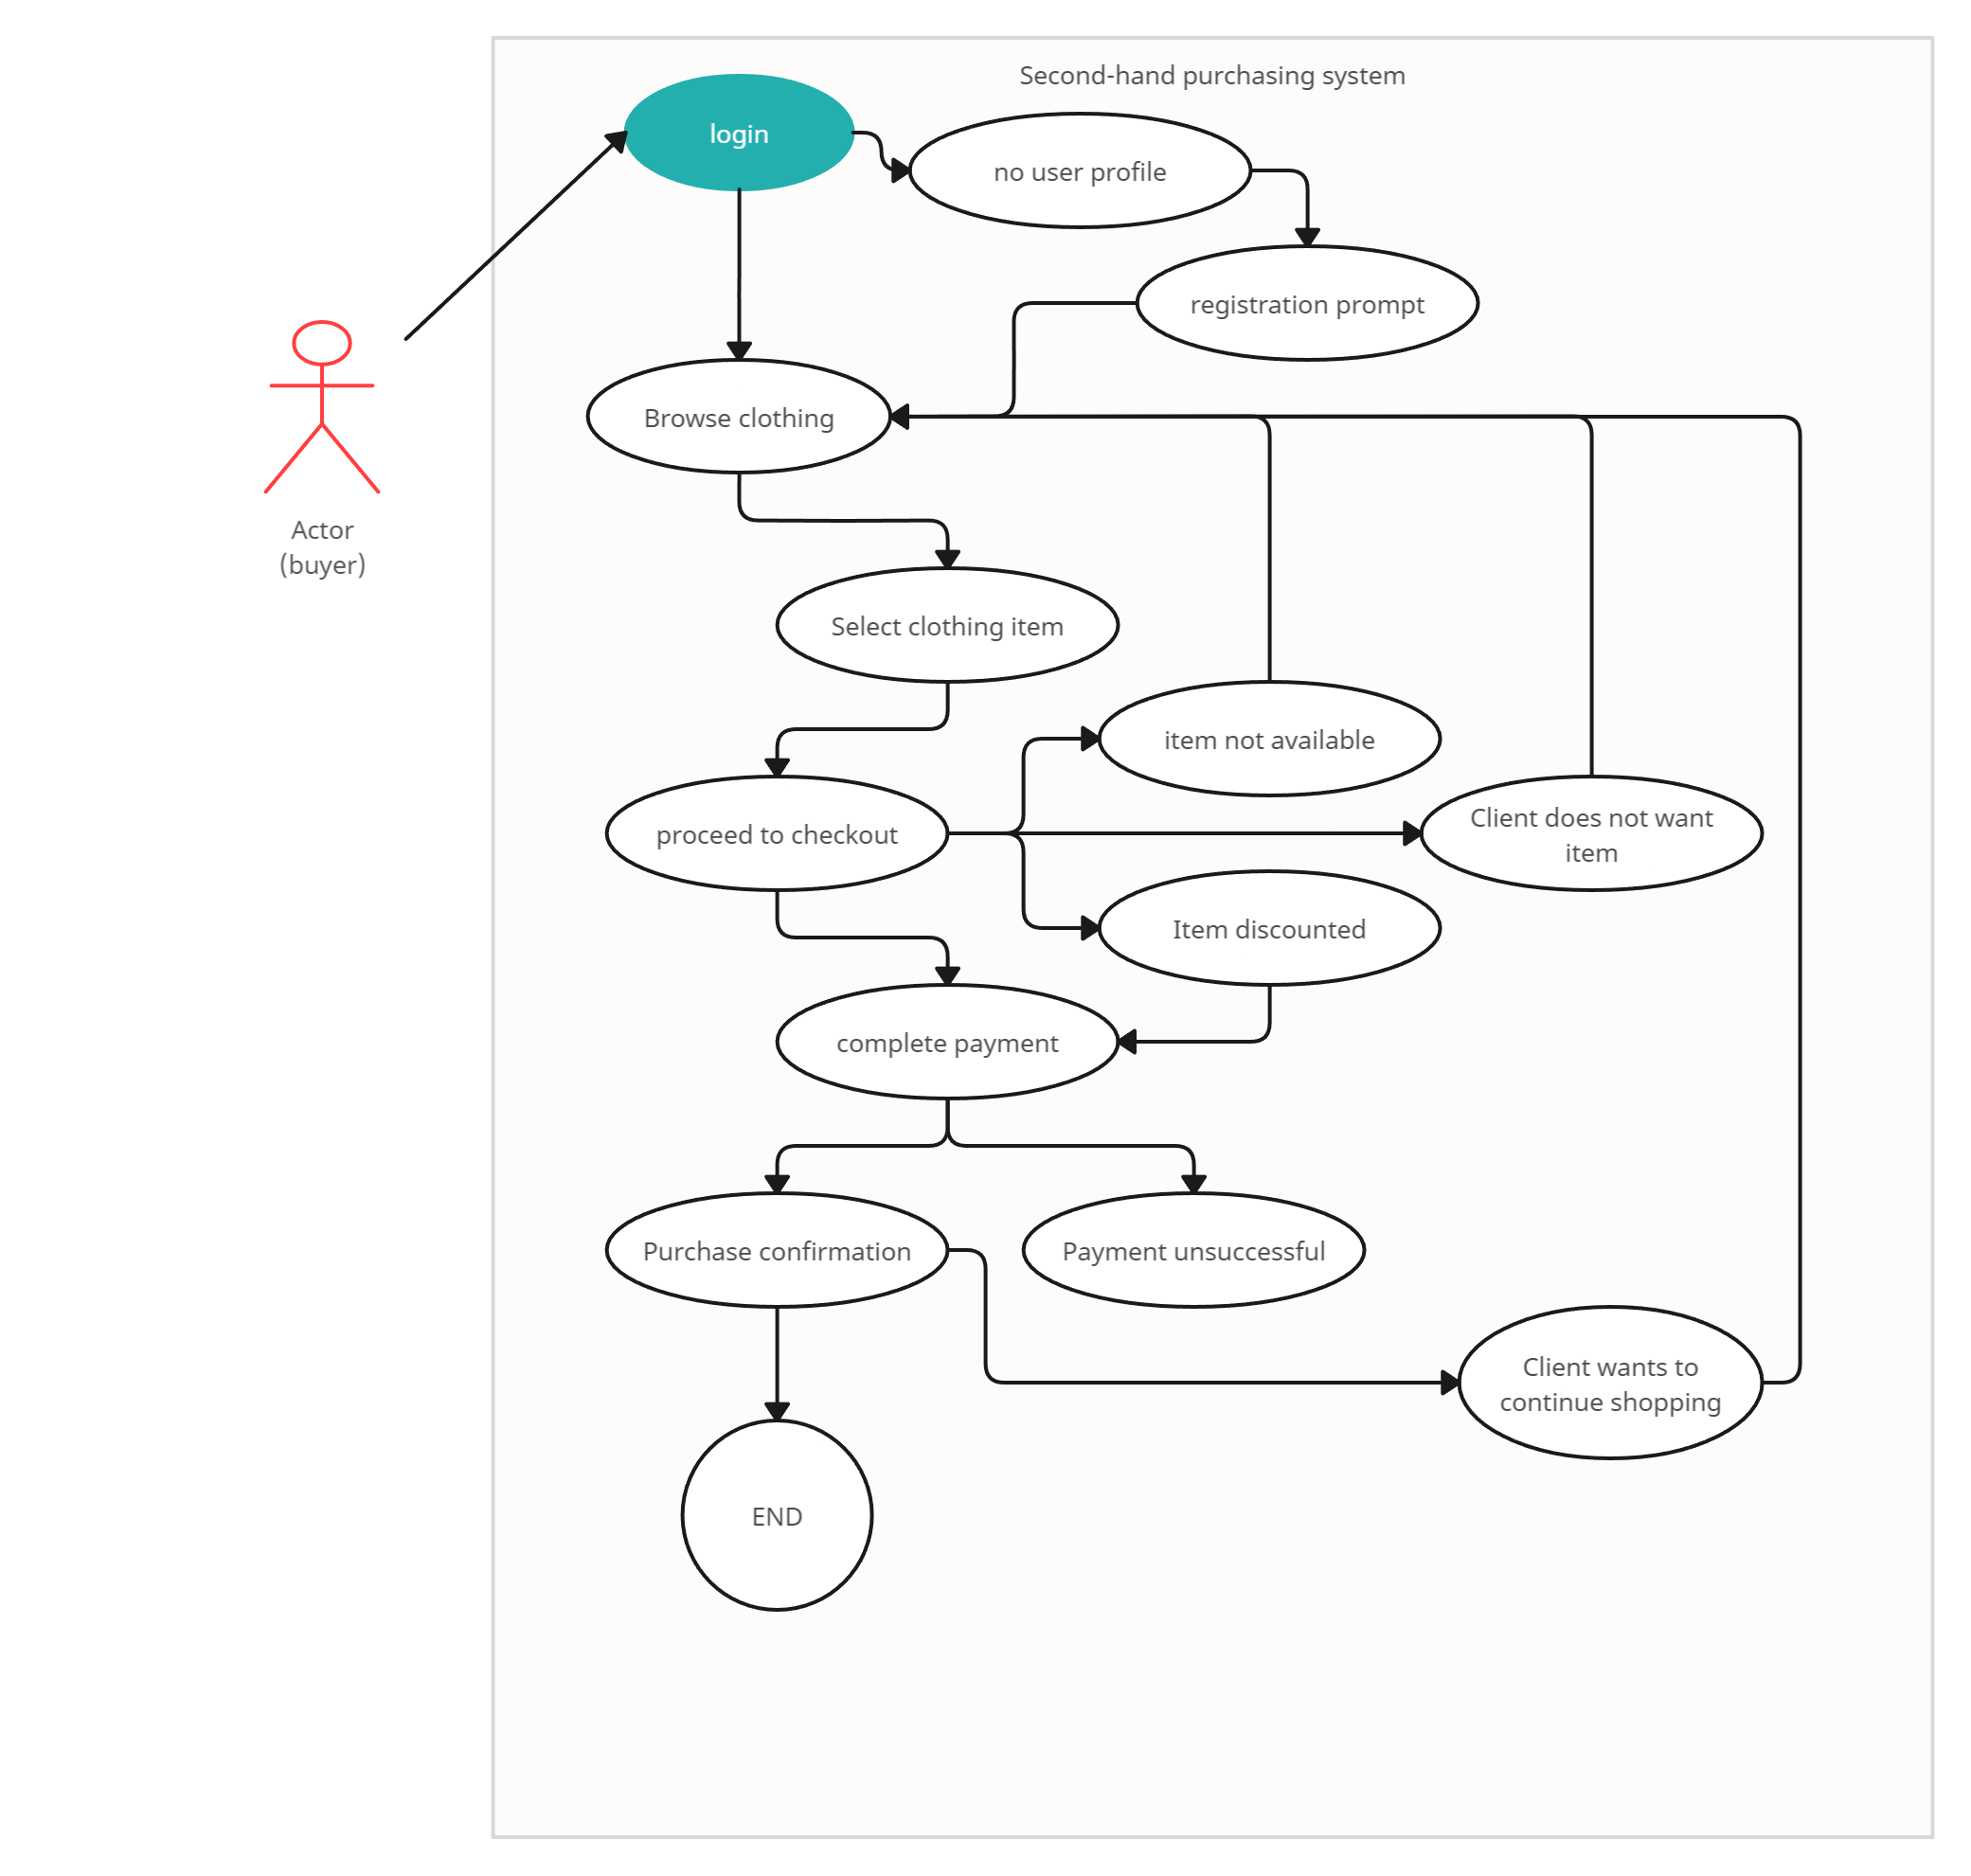 Second-hand purchasing system
login
no user profile
registration prompt
Browse clothing
Actor
(buyer)
Select clothing item
item not available
proceed to checkout
Client does not want
item
Item discounted
complete payment
Purchase confirmation
Payment unsuccessful
Client wants to
continue shopping
END